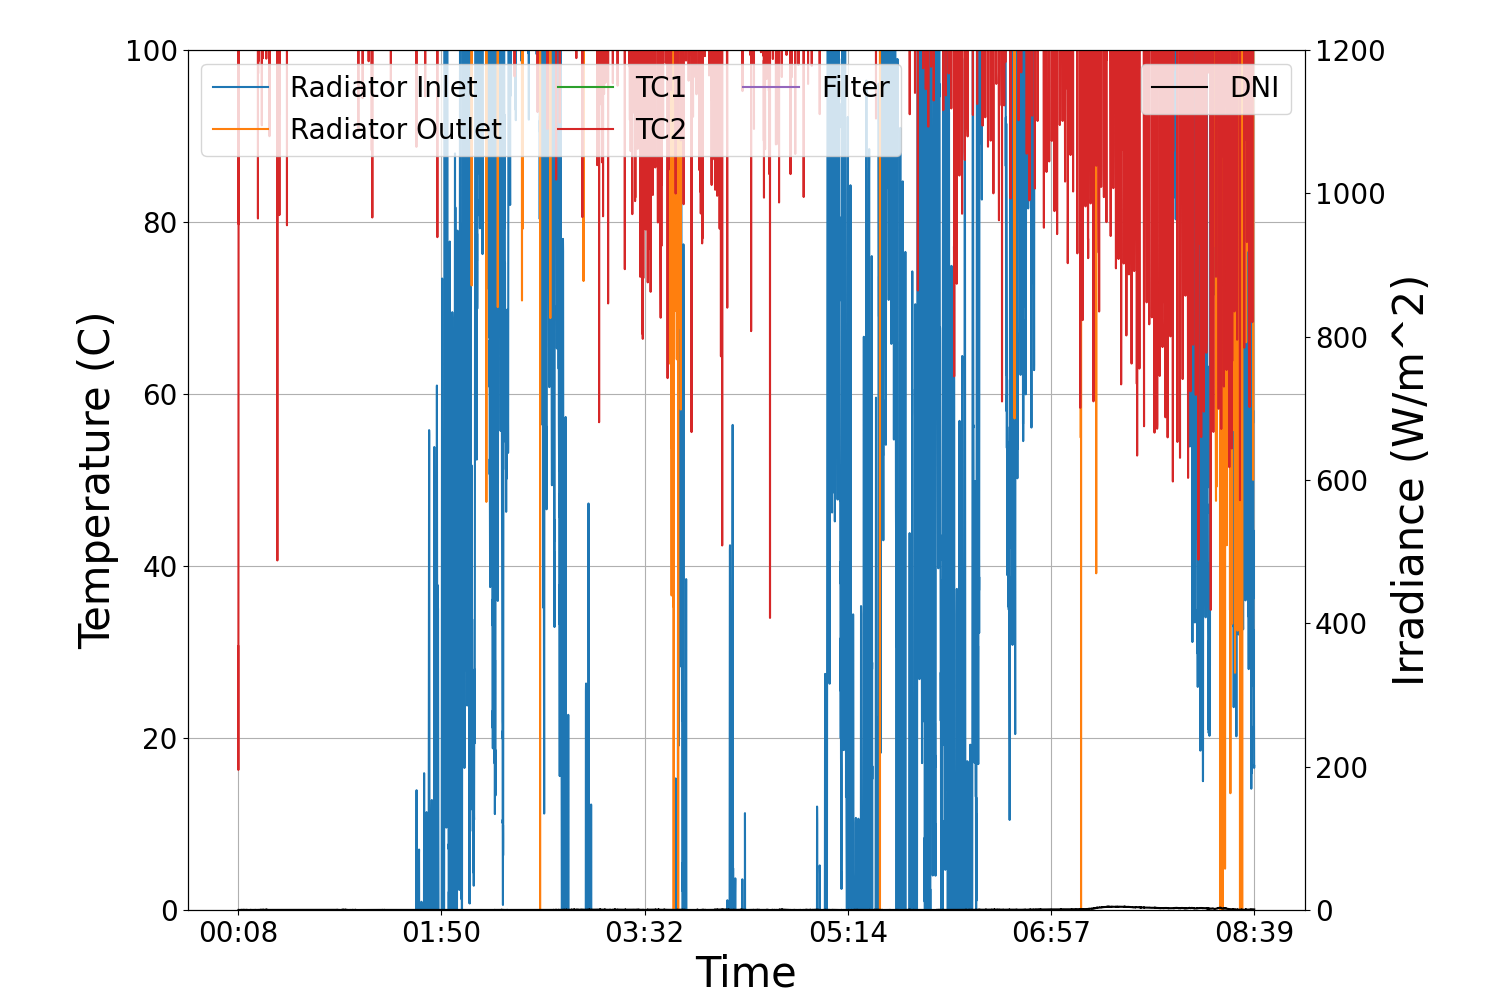 100
80
60
40
20
0
Temperature (C)
Radiator Inlet
Radiator Outlet
TC1
TC2
Filter
DNI
1200
1000
800
600
400
200
0
Irradiance (W/m^2)
00:08
01:50
03:32
05:14
06:57
08:39
Time